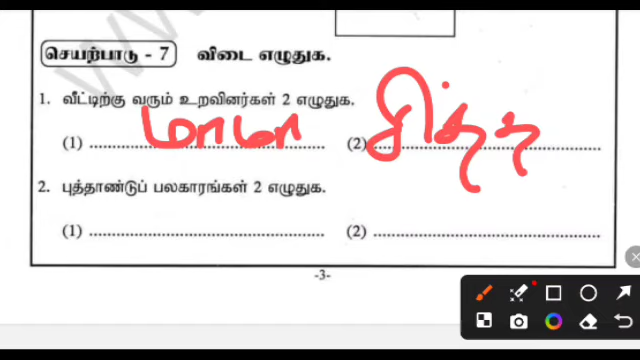 செயற்பாடு - 7 விடை எழுதுக.
1. வீட்டிற்கு வரும் உறவினர்கள் 2 எழுதுக.
(1) மாமா (2) சித்த
2. புத்தாண்டுப் பலகாரங்கள் 2 எழுதுக.
(1) (2)
-3-